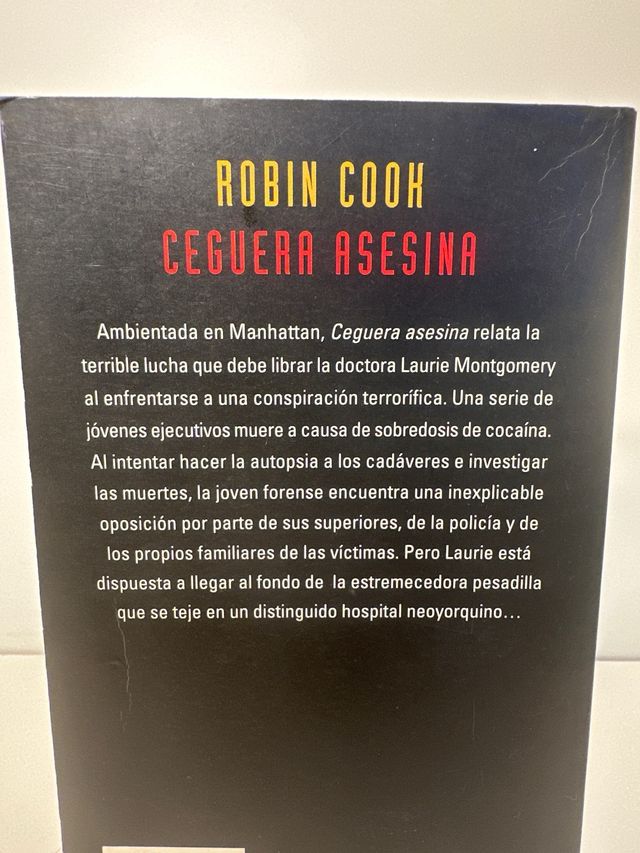 ROBIN COOK
CEGUERA ASESINA
Ambientada en Manhattan, Ceguera asesina relata la
terrible lucha que debe librar la doctora Laurie Montgomery
al enfrentarse a una conspiración terrorífica. Una serie de
jóvenes ejecutivos muere a causa de sobredosis de cocaína.
Al intentar hacer la autopsia a los cadáveres e investigar
las muertes, la joven forense encuentra una inexplicable
oposición por parte de sus superiores, de la policía y de
los propios familiares de las víctimas. Pero Laurie está
dispuesta a llegar al fondo de la estremecedora pesadilla
que se teje en un distinguido hospital neoyorquino...